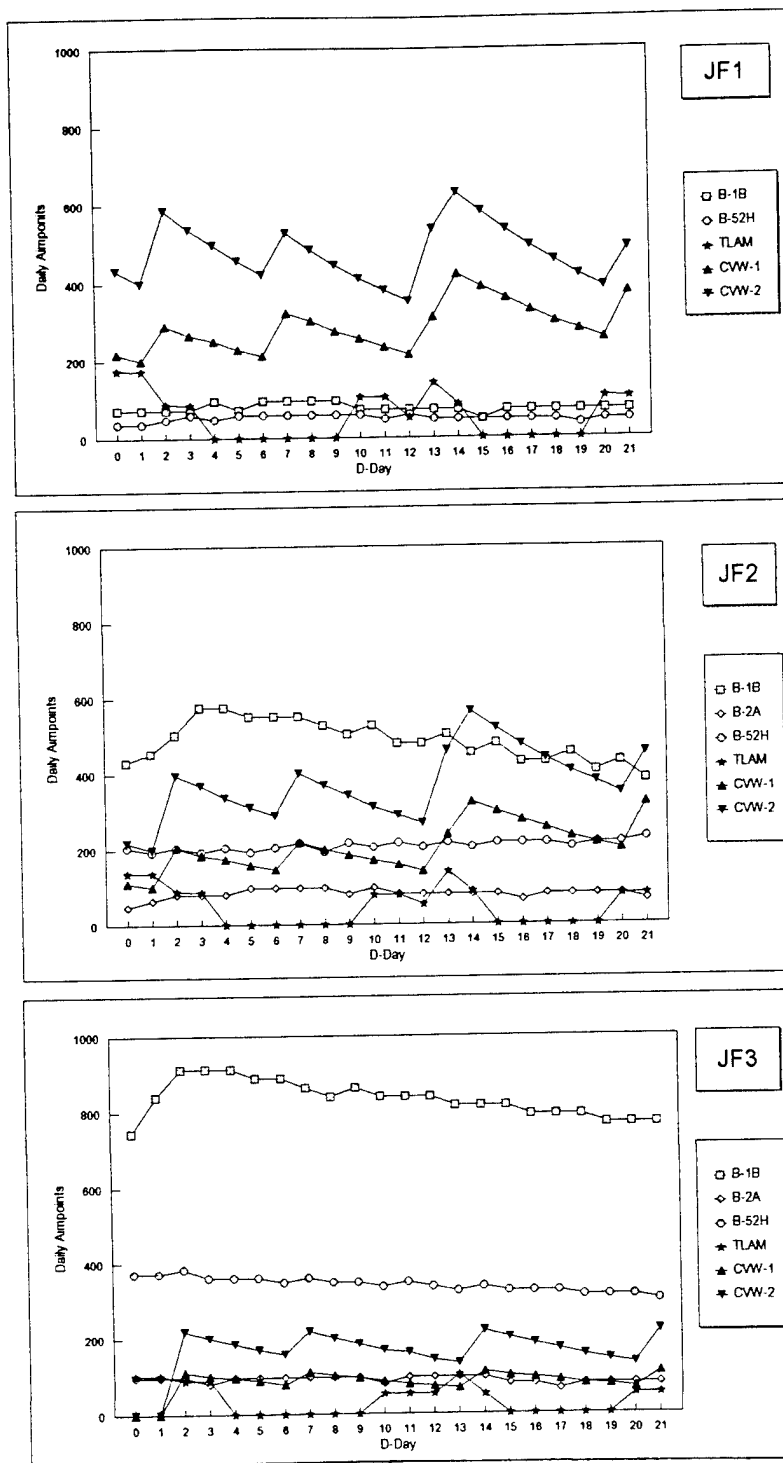 JF1
1000
800
600
400
200
0
Daily Aimpoints
0 1 2 3 4 5 6 7 8 9 10 11 12 13 14 15 16 17 18 19 20 21
D-Day
B-1B
B-52H
TLAM
CVW-1
CVW-2
JF2
1000
800
600
400
200
0
Daily Aimpoints
0 1 2 3 4 5 6 7 8 9 10 11 12 13 14 15 16 17 18 19 20 21
D-Day
B-1B
B-2A
B-52H
TLAM
CVW-1
CVW-2
JF3
1000
800
600
400
200
0
Daily Aimpoints
0 1 2 3 4 5 6 7 8 9 10 11 12 13 14 15 16 17 18 19 20 21
D-Day
B-1B
B-2A
B-52H
TLAM
CVW-1
CVW-2